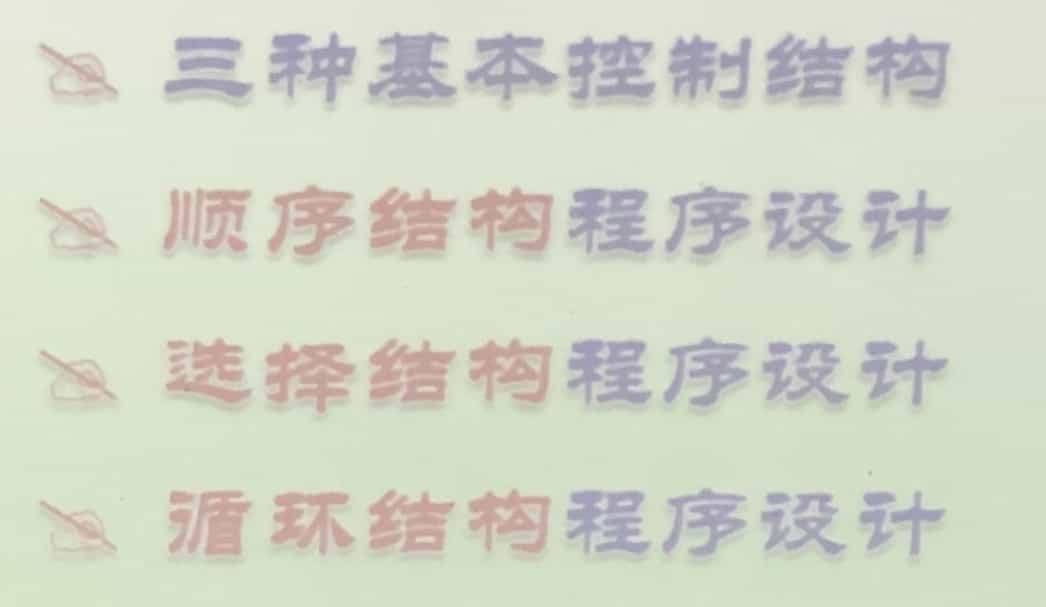 三种基本控制结构
顺序结构程序设计
选择结构程序设计
循环结构程序设计